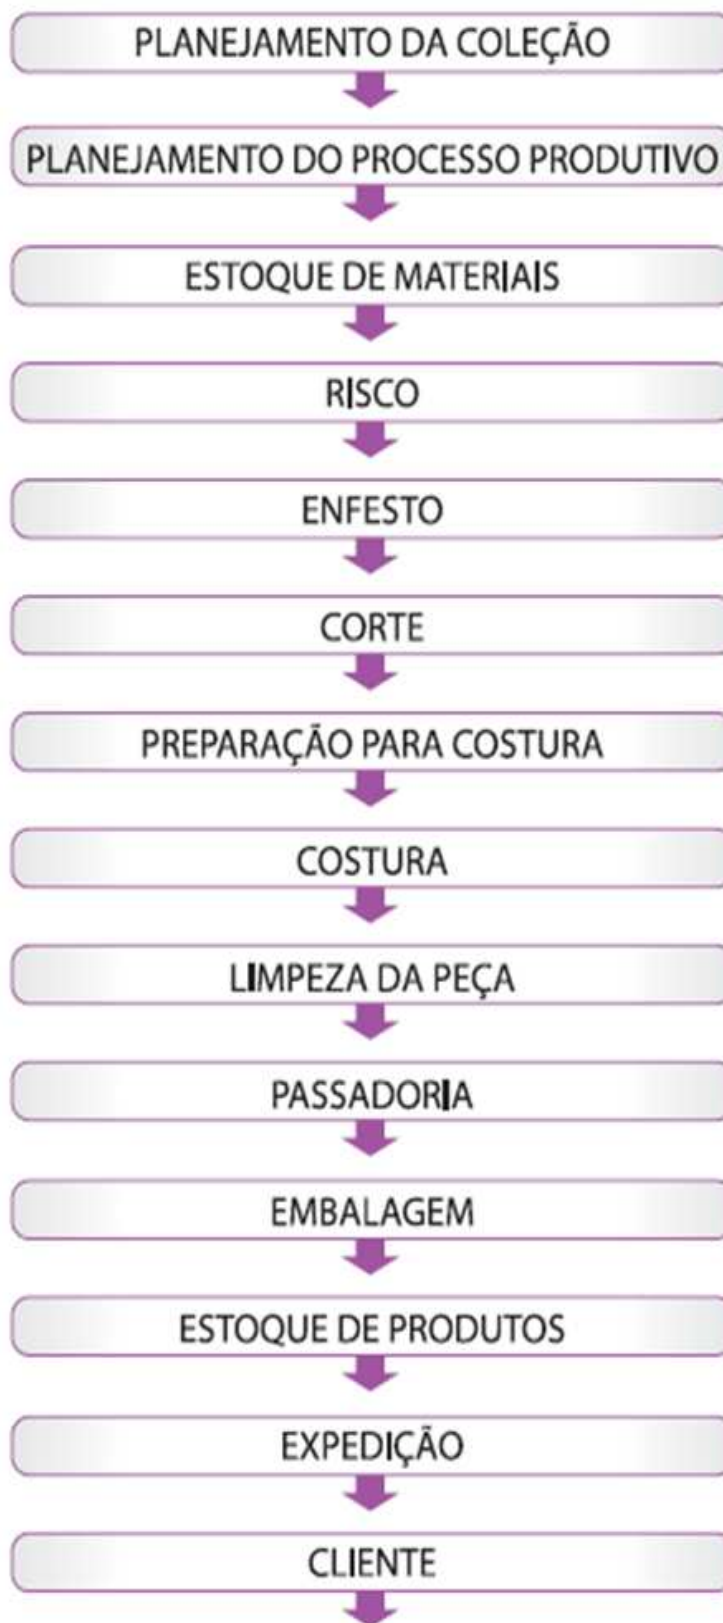 PLANEJAMENTO DA COLEÇÃO
PLANEJAMENTO DO PROCESSO PRODUTIVO
ESTOQUE DE MATERIAIS
RISCO
ENFESTO
CORTE
PREPARAÇÃO PARA COSTURA
COSTURA
LIMPEZA DA PEÇA
PASSADORIA
EMBALAGEM
ESTOQUE DE PRODUTOS
EXPEDIÇÃO
CLIENTE